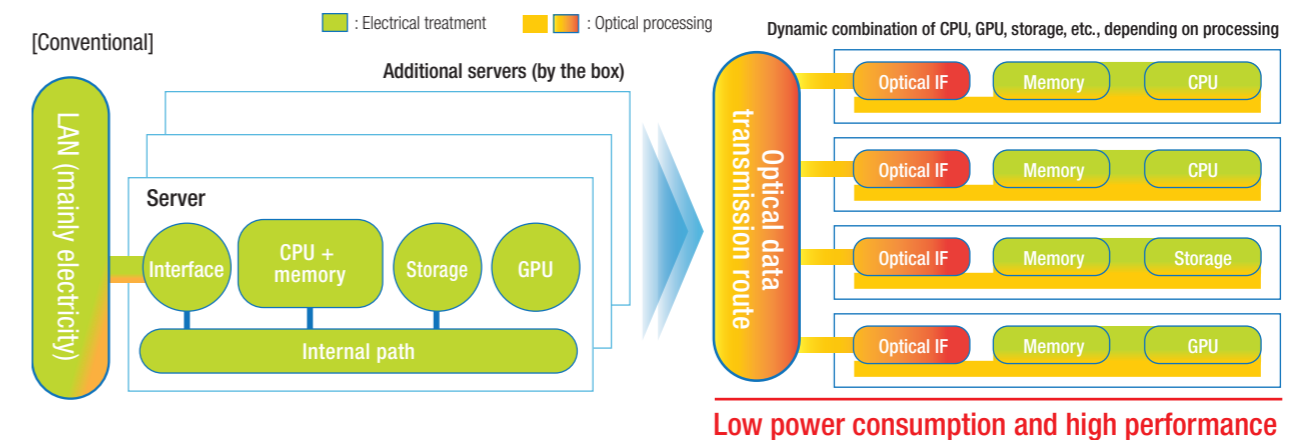 [Conventional]
: Electrical treatment
: Optical processing
Additional servers (by the box)
LAN (mainly electricity)
Server
Interface
CPU +
memory
Storage
GPU
Internal path
Dynamic combination of CPU, GPU, storage, etc., depending on processing
Optical data
transmission route
Optical IF
Memory
CPU
Optical IF
Memory
CPU
Optical IF
Memory
Storage
Optical IF
Memory
GPU
Low power consumption and high performance